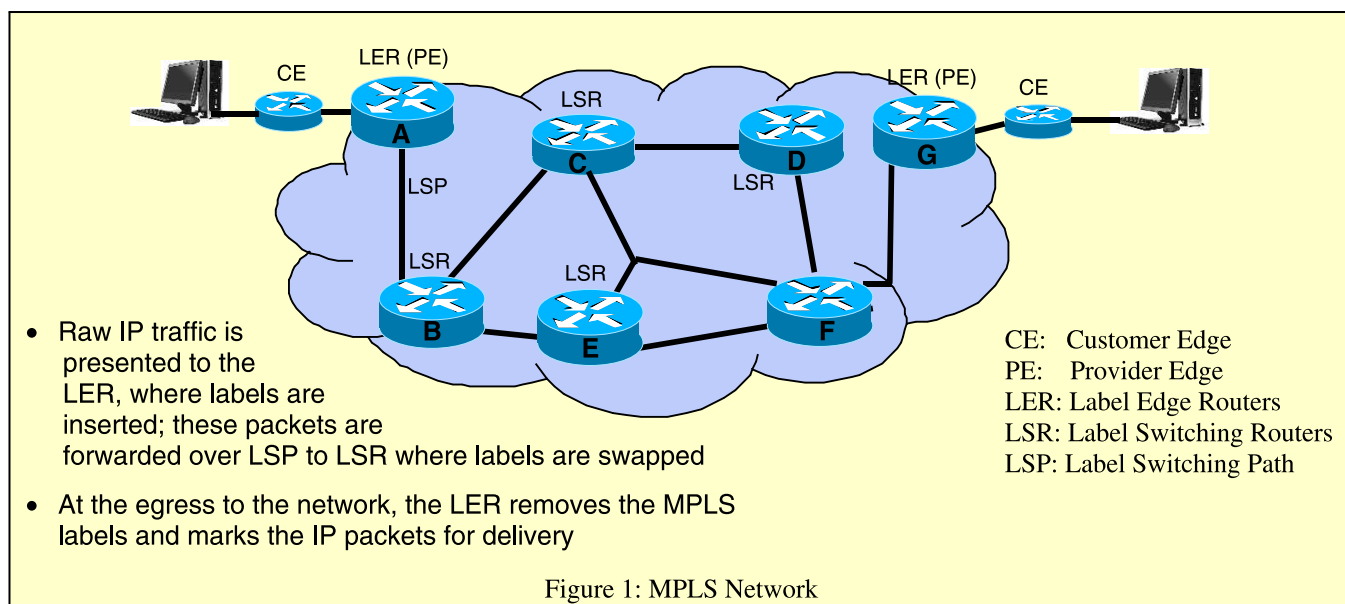 LER (PE)
CE
A
LSP
LSR
C
LSR
D
LER (PE)
G
CE
LSR
B
LSR
E
F
• Raw IP traffic is
presented to the
LER, where labels are
inserted; these packets are
forwarded over LSP to LSR where labels are swapped
• At the egress to the network, the LER removes the MPLS
labels and marks the IP packets for delivery
CE: Customer Edge
PE: Provider Edge
LER: Label Edge Routers
LSR: Label Switching Routers
LSP: Label Switching Path
Figure 1: MPLS Network